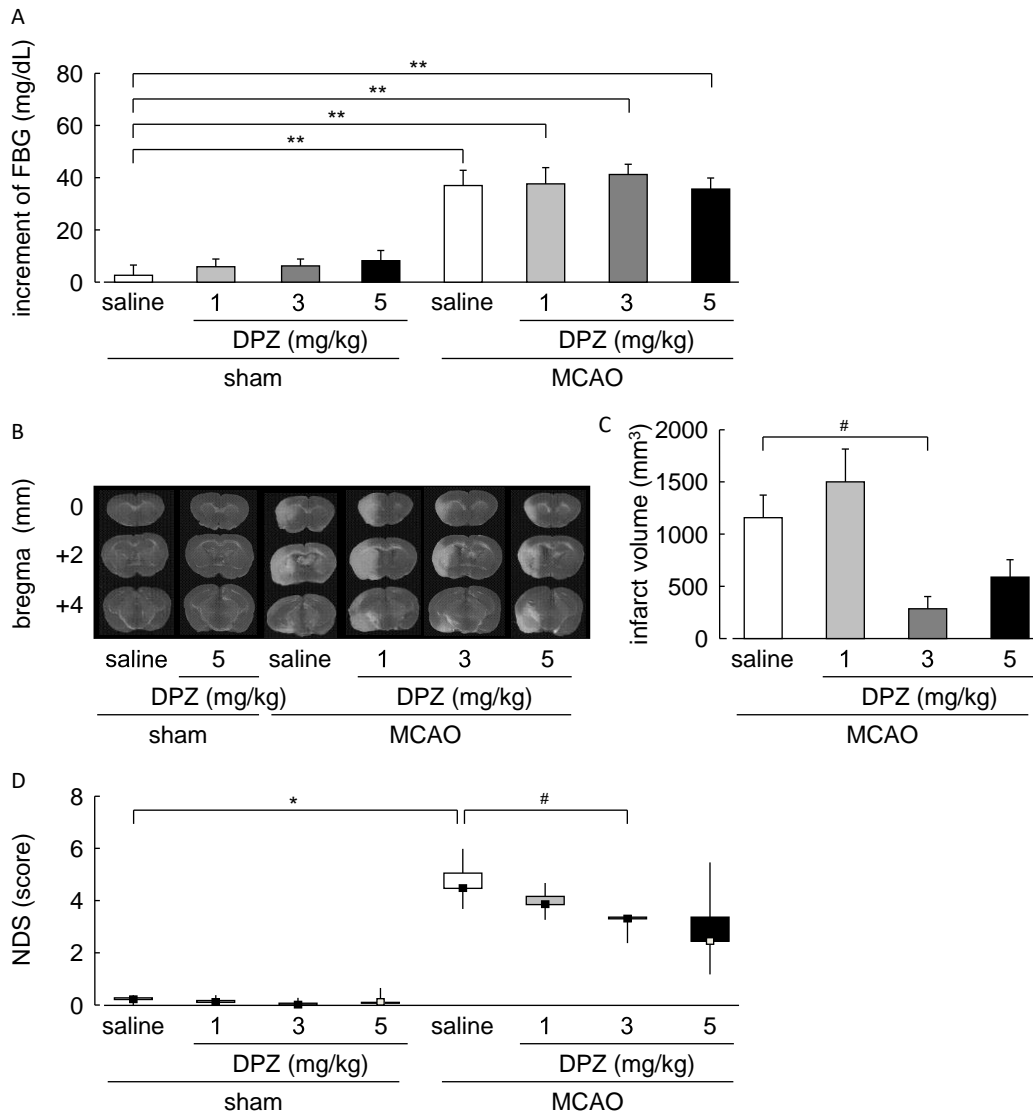 A
increment of FBG (mg/dL)
80
60
40
20
0
**
**
**
**
saline 1 3 5 saline 1 3 5
DPZ (mg/kg) DPZ (mg/kg)
sham MCAO
B
bregma (mm)
0
+2
+4
saline 5 saline 1 3 5
DPZ (mg/kg) DPZ (mg/kg)
sham MCAO
C
infarct volume (mm³)
2000
1500
1000
500
0
#
saline 1 3 5
DPZ (mg/kg)
MCAO
D
NDS (score)
8
6
4
2
0
* #
saline 1 3 5 saline 1 3 5
DPZ (mg/kg) DPZ (mg/kg)
sham MCAO